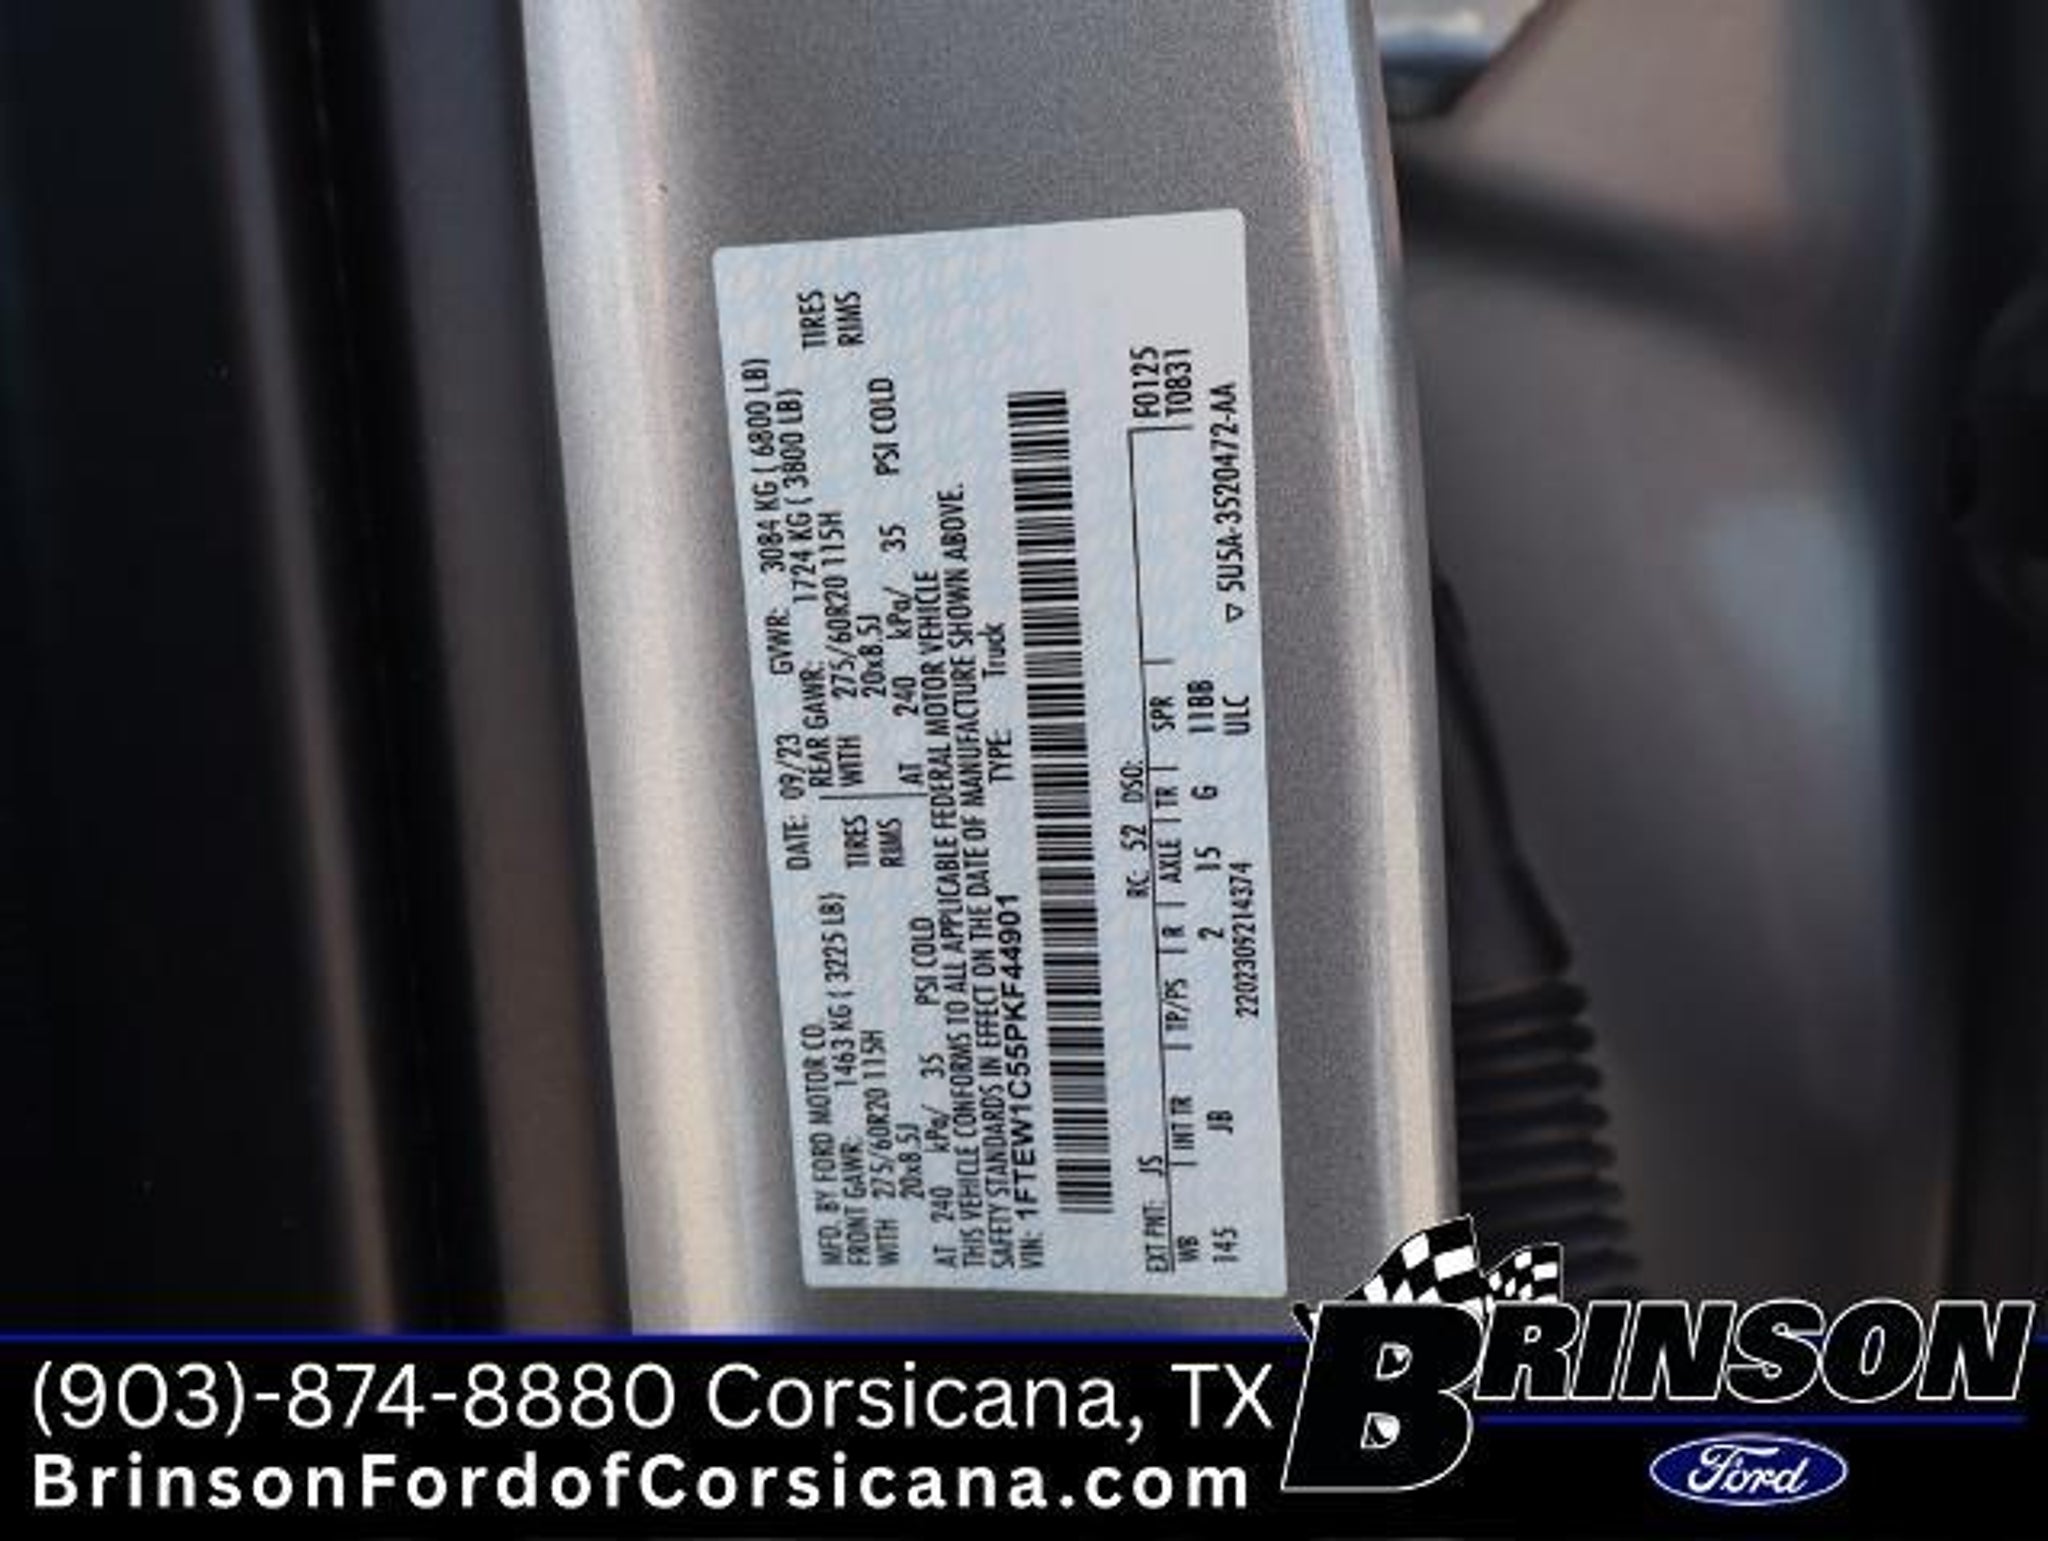 MFD. BY FORD MOTOR CO. DATE: 09/23 GVWR: 3084 KG ( 6800 LB)
FRONT GAWR: 1463 KG ( 3225 LB) REAR GAWR: 1724 KG ( 3800 LB)
WITH 275/60R20 115H TIRES WITH 275/60R20 115H TIRES
20x8.5J RIMS 20x8.5J RIMS
AT 240 kPa/ 35 PSI COLD AT 240 kPa/ 35 PSI COLD
THIS VEHICLE CONFORMS TO ALL APPLICABLE FEDERAL MOTOR VEHICLE
SAFETY STANDARDS IN EFFECT ON THE DATE OF MANUFACTURE SHOWN ABOVE.
VIN: 1FTEW1C55PKF44901 TYPE: Truck
EXT PNT: JS RC: 52 DSO: F0125
WB INT TR TP/PS R AXLE TR SPR T0831
145 JB 2 15 G 11BB
2202309214374 ULC ▽ 5U5A-3520472-AA
(903)-874-8880 Corsicana, TX
BrinsonFordofCorsicana.com
BRINSON
Ford